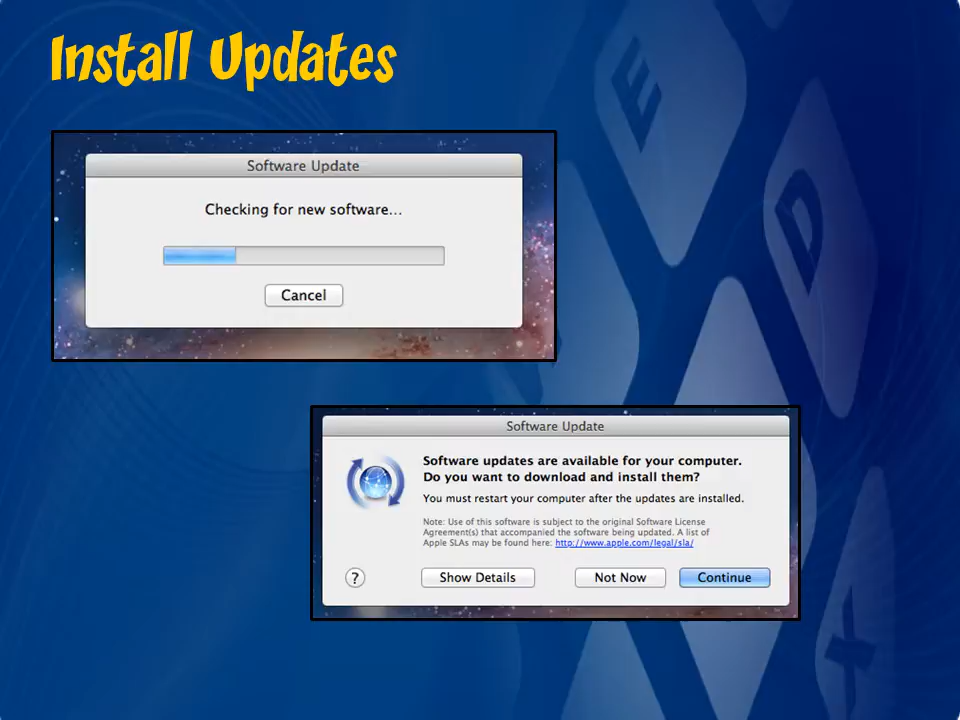 Install Updates
Software Update
Checking for new software...
Cancel
Software Update
Software updates are available for your computer.
Do you want to download and install them?
You must restart your computer after the updates are installed.
Note: Use of this software is subject to the original Software License
Agreement(s) that accompanied the software being updated. A list of
Apple SLAs may be found here: http://www.apple.com/legal/sla/
? Show Details Not Now Continue
E
D
X